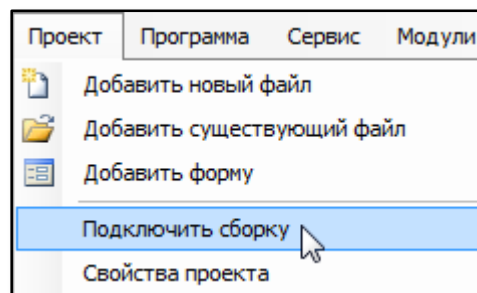 Проект Программа Сервис Модули
Добавить новый файл
Добавить существующий файл
Добавить форму
Подключить сборку
Свойства проекта